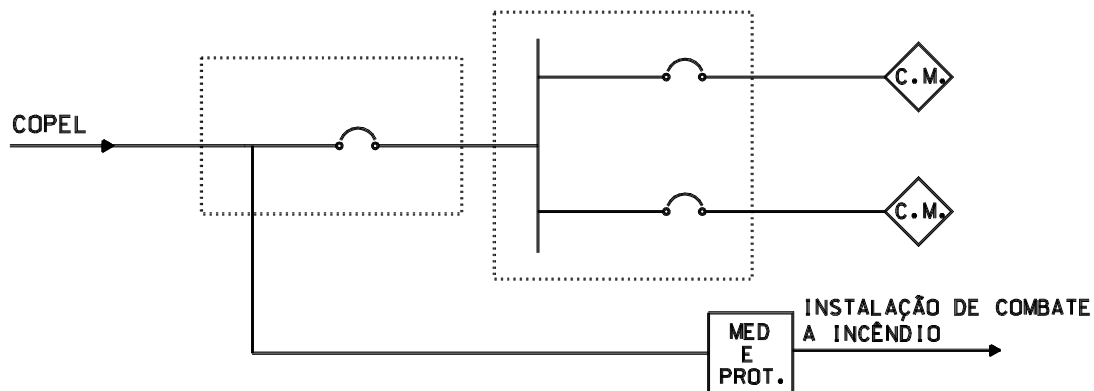 COPEL
C.M.
C.M.
INSTALAÇÃO DE COMBATE
A INCÊNDIO
MED
E
PROT.